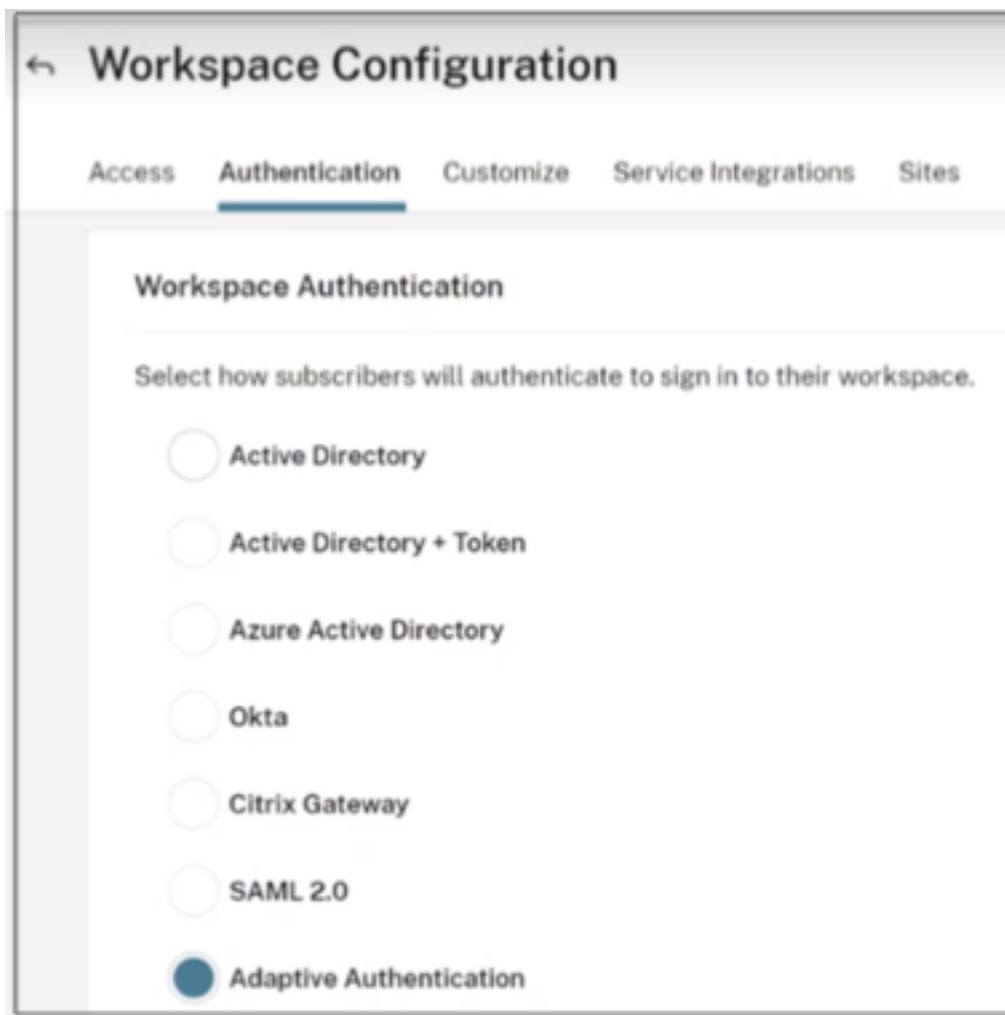 Workspace Configuration
Access Authentication Customize Service Integrations Sites
Workspace Authentication
Select how subscribers will authenticate to sign in to their workspace.
Active Directory
Active Directory + Token
Azure Active Directory
Okta
Citrix Gateway
SAML 2.0
Adaptive Authentication